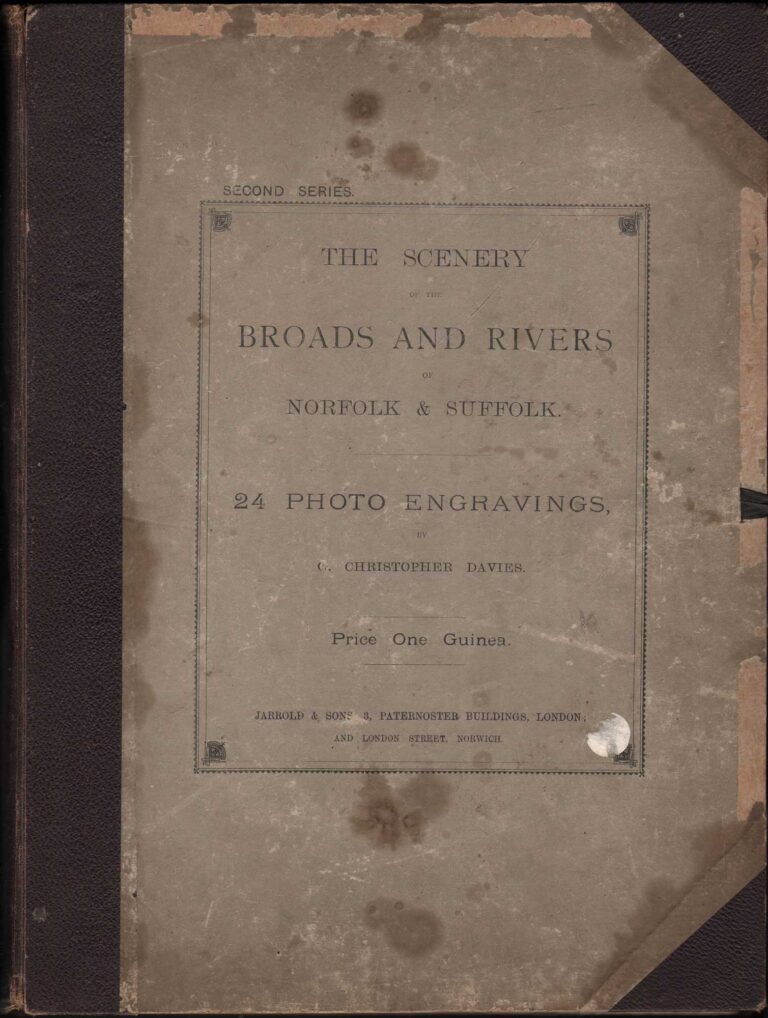 SECOND SERIES.
THE SCENERY
OF THE
BROADS AND RIVERS
OF
NORFOLK & SUFFOLK.
24 PHOTO ENGRAVINGS,
BY
G. CHRISTOPHER DAVIES.
Price One Guinea.
JARROLD & SONS 3, PATERNOSTER BUILDINGS, LONDON;
AND LONDON STREET, NORWICH.